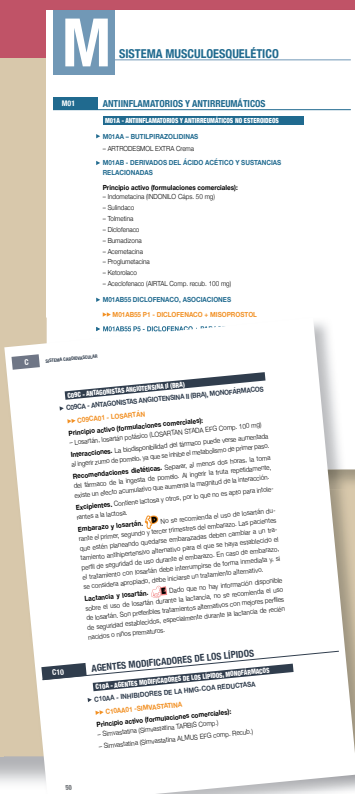 M
SISTEMA MUSCULOESQUELÉTICO
M01
ANTIINFLAMATORIOS Y ANTIRREUMÁTICOS
M01A - ANTIINFLAMATORIOS Y ANTIRREUMÁTICOS NO ESTEROIDEOS
► M01AA – BUTILPIRAZOLIDINAS
– ARTRODESMOL EXTRA Crema
► M01AB - DERIVADOS DEL ÁCIDO ACÉTICO Y SUSTANCIAS
RELACIONADAS
Principio activo (formulaciones comerciales):
– Indometacina (INDONILO Cáps. 50 mg)
– Sulindaco
– Tolmetina
– Diclofenaco
– Bumadizona
– Acemetacina
– Proglumetacina
– Ketorolaco
– Aceclofenaco (AIRTAL Comp. recub. 100 mg)
► M01AB55 DICLOFENACO, ASOCIACIONES
►► M01AB55 P1 - DICLOFENACO + MISOPROSTOL
► M01AB55 P5 - DICLOFENACO +
C
SISTEMA CARDIOVASCULAR
C09C - ANTAGONISTAS ANGIOTENSINA II (BRA)
► C09CA - ANTAGONISTAS ANGIOTENSINA II (BRA), MONOFÁRMACOS
►► C09CA01 - LOSARTÁN
Principio activo (formulaciones comerciales):
– Losartán, losartán potásico (LOSARTAN STADA EFG Comp. 100 mg)
Interacciones. La biodisponibilidad del fármaco puede verse aumentada
al ingerir zumo de pomelo, ya que se inhibe el metabolismo de primer paso.
Recomendaciones dietéticas. Separar, al menos dos horas, la toma
del fármaco de la ingesta de pomelo. Al ingerir la fruta repetidamente,
existe un efecto acumulativo que aumenta la magnitud de la interacción.
Excipientes. Contiene lactosa y otros, por lo que no es apto para intole-
rantes a la lactosa.
Embarazo y losartán. No se recomienda el uso de losartán du-
rante el primer, segundo y tercer trimestres del embarazo. Las pacientes
que estén planeando quedarse embarazadas deben cambiar a un tra-
tamiento antihipertensivo alternativo para el que se haya establecido el
perfil de seguridad de uso durante el embarazo. En caso de embarazo,
el tratamiento con losartán debe interrumpirse de forma inmediata y, si
se considera apropiado, debe iniciarse un tratamiento alternativo.
Lactancia y losartán. Dado que no hay información disponible
sobre el uso de losartán durante la lactancia, no se recomienda el uso
de losartán. Son preferibles tratamientos alternativos con mejores perfiles
de seguridad establecidos, especialmente durante la lactancia de recién
nacidos o niños prematuros.
C10
AGENTES MODIFICADORES DE LOS LÍPIDOS
C10A - AGENTES MODIFICADORES DE LOS LÍPIDOS, MONOFÁRMACOS
► C10AA - INHIBIDORES DE LA HMG-COA REDUCTASA
►► C10AA01 -SIMVASTATINA
Principio activo (formulaciones comerciales):
– Simvastatina (Simvastatina TARBIS Comp.)
– Simvastatina (Simvastatina ALMUS EFG comp. Recub.)
50